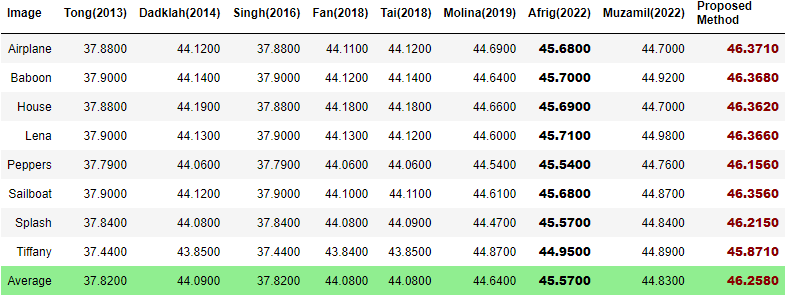 Image Tong(2013) Dadklah(2014) Singh(2016) Fan(2018) Tai(2018) Molina(2019) Afrig(2022) Muzamil(2022) Proposed
Method
Airplane 37.8800 44.1200 37.8800 44.1100 44.1200 44.6900 45.6800 44.7000 46.3710
Baboon 37.9000 44.1400 37.9000 44.1200 44.1400 44.6400 45.7000 44.9200 46.3680
House 37.8800 44.1900 37.8800 44.1800 44.1800 44.6600 45.6900 44.7000 46.3620
Lena 37.9000 44.1300 37.9000 44.1300 44.1200 44.6000 45.7100 44.9800 46.3660
Peppers 37.7900 44.0600 37.7900 44.0600 44.0600 44.5400 45.5400 44.7600 46.1560
Sailboat 37.9000 44.1200 37.9000 44.1000 44.1100 44.6100 45.6800 44.8700 46.3560
Splash 37.8400 44.0800 37.8400 44.0800 44.0900 44.4700 45.5700 44.8400 46.2150
Tiffany 37.4400 43.8500 37.4400 43.8400 43.8500 44.8700 44.9500 44.8900 45.8710
Average 37.8200 44.0900 37.8200 44.0800 44.0800 44.6400 45.5700 44.8300 46.2580